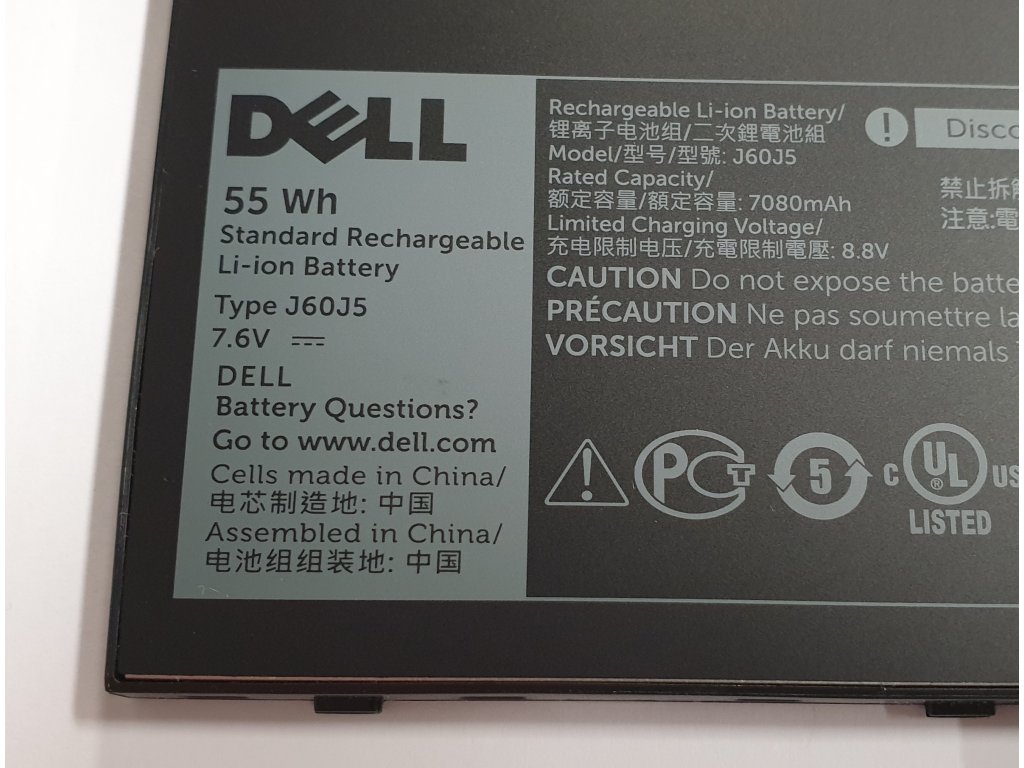 DELL
55 Wh
Standard Rechargeable
Li-ion Battery
Type J60J5
7.6V
DELL
Battery Questions?
Go to www.dell.com
Cells made in China/
电芯制造地: 中国
Assembled in China/
电池组组装地: 中国
Rechargeable Li-ion Battery/
锂离子电池组/二次鋰電池組
Model/型号/型號: J60J5
Rated Capacity/
额定容量/額定容量: 7080mAh
Limited Charging Voltage/
充电限制电压/充電限制電壓: 8.8V
CAUTION Do not expose the batte
PRÉCAUTION Ne pas soumettre la
VORSICHT Der Akku darf niemals
!
Disco
禁止拆解
注意:電
!
PCT
5
C UL ® US
LISTED